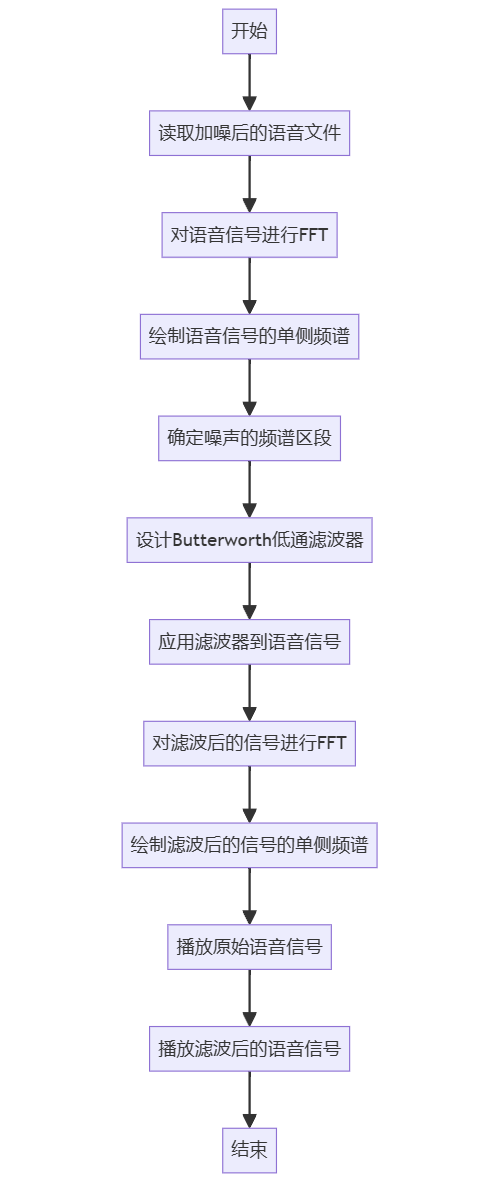 开始
读取加噪后的语音文件
对语音信号进行FFT
绘制语音信号的单侧频谱
确定噪声的频谱区段
设计Butterworth低通滤波器
应用滤波器到语音信号
对滤波后的信号进行FFT
绘制滤波后的信号的单侧频谱
播放原始语音信号
播放滤波后的语音信号
结束